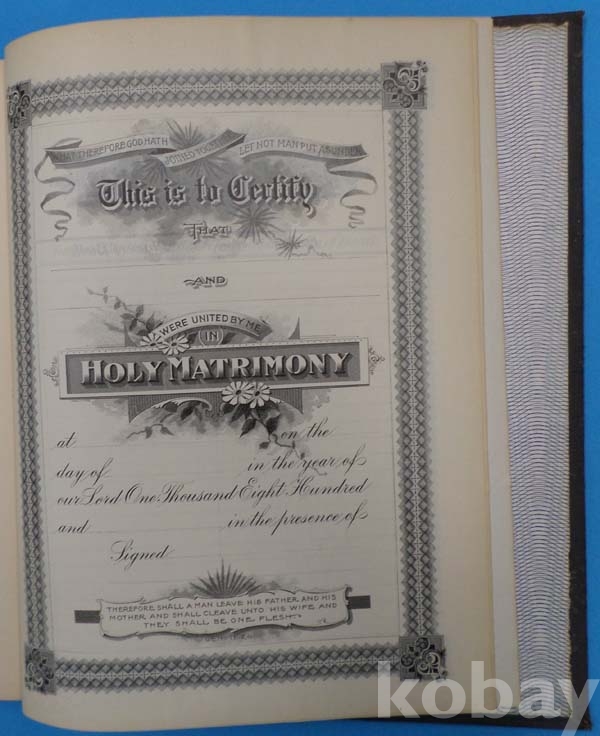 WHAT THEREFORE GOD HATH JOINED TOGETHER LET NOT MAN PUT ASUNDER
This is to Certify
THAT
AND
WERE UNITED BY ME
IN
HOLY MATRIMONY
at on the
day of in the year of
our Lord One Thousand Eight Hundred
and in the presence of
Signed
THEREFORE SHALL A MAN LEAVE HIS FATHER, AND HIS
MOTHER, AND SHALL CLEAVE UNTO HIS WIFE AND
THEY SHALL BE ONE FLESH
kobay